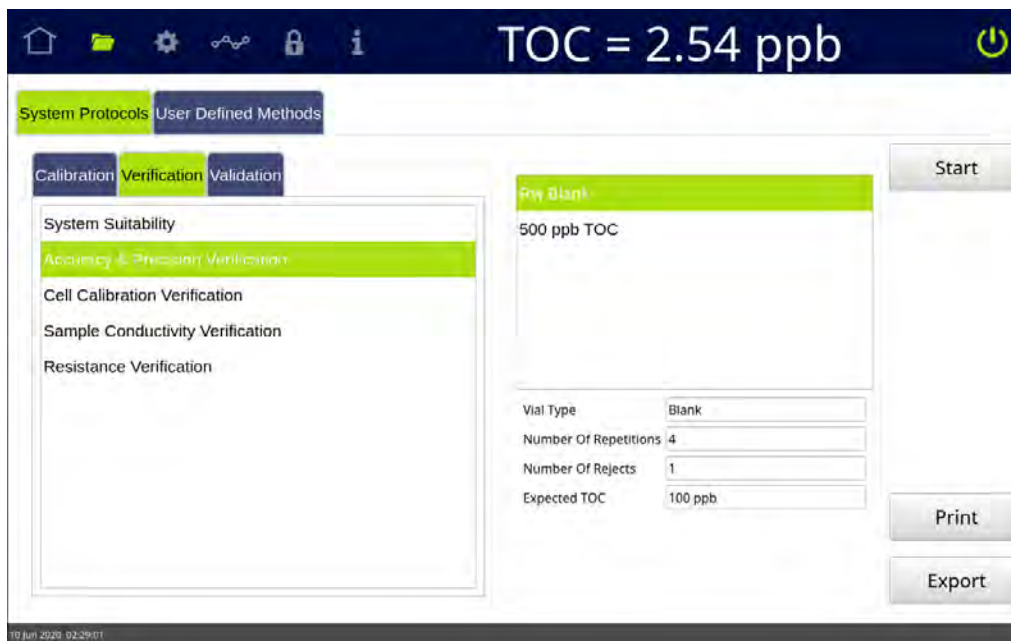 TOC = 2.54 ppb
System Protocols User Defined Methods
Calibration Verification Validation
System Suitability
Accuracy & Precision Verification
Cell Calibration Verification
Sample Conductivity Verification
Resistance Verification
Rw Blank
500 ppb TOC
Vial Type Blank
Number Of Repetitions 4
Number Of Rejects 1
Expected TOC 100 ppb
Start
Print
Export
10 Jun 2020 02:29:01